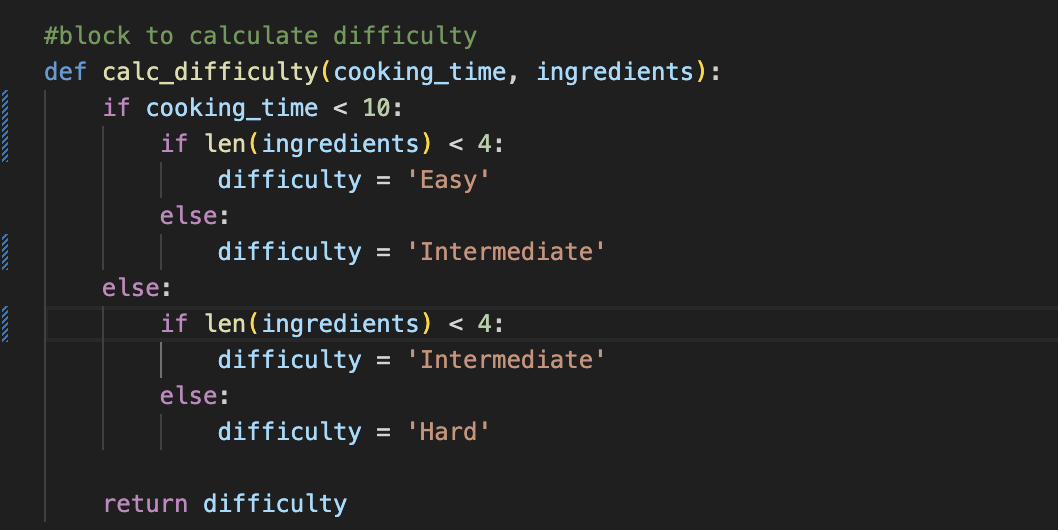 #block to calculate difficulty
def calc_difficulty(cooking_time, ingredients):
    if cooking_time < 10:
        if len(ingredients) < 4:
            difficulty = 'Easy'
        else:
            difficulty = 'Intermediate'
    else:
        if len(ingredients) < 4:
            difficulty = 'Intermediate'
        else:
            difficulty = 'Hard'

    return difficulty